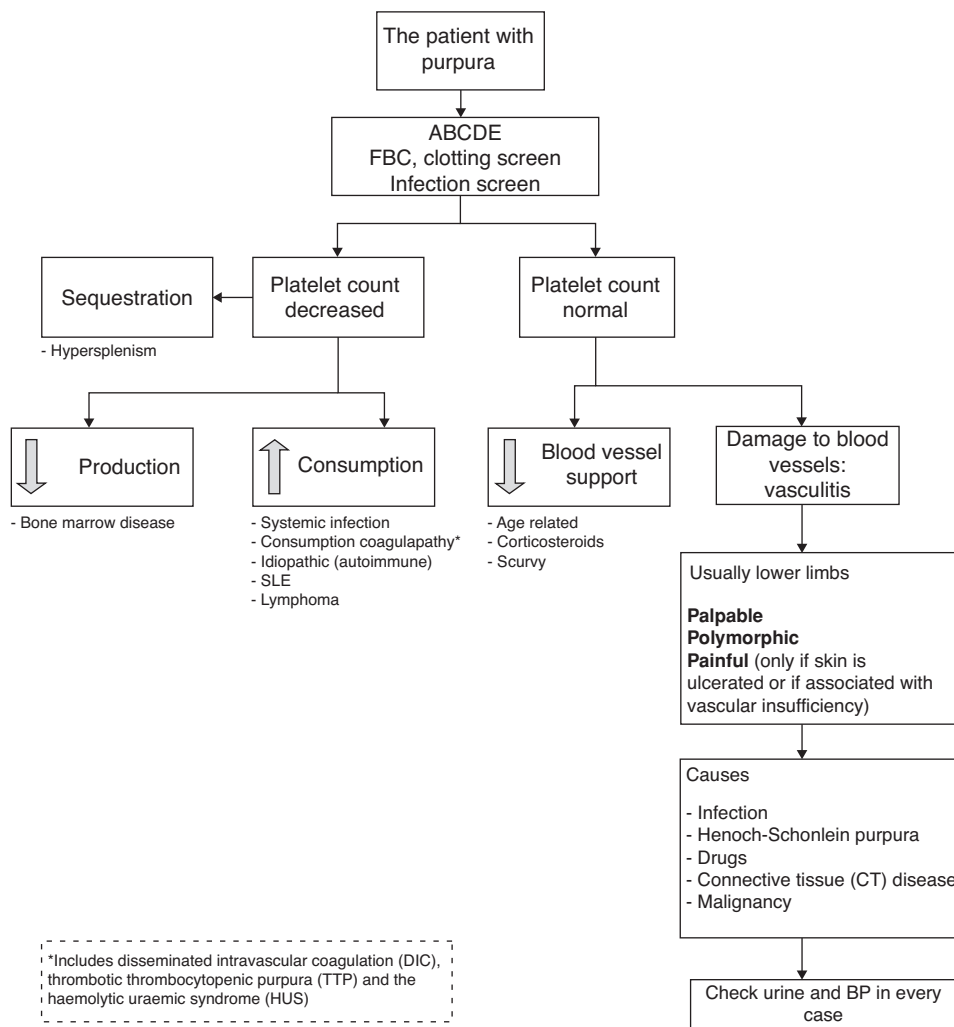 The patient with
purpura
ABCDE
FBC, clotting screen
Infection screen
Sequestration
- Hypersplenism
Platelet count
decreased
Platelet count
normal
Production
- Bone marrow disease
Consumption
- Systemic infection
- Consumption coagulapathy*
- Idiopathic (autoimmune)
- SLE
- Lymphoma
Blood vessel
support
- Age related
- Corticosteroids
- Scurvy
Damage to blood
vessels:
vasculitis
Usually lower limbs
Palpable
Polymorphic
Painful (only if skin is
ulcerated or if associated with
vascular insufficiency)
Causes
- Infection
- Henoch-Schonlein purpura
- Drugs
- Connective tissue (CT) disease
- Malignancy
Check urine and BP in every
case
*Includes disseminated intravascular coagulation (DIC),
thrombotic thrombocytopenic purpura (TTP) and the
haemolytic uraemic syndrome (HUS)